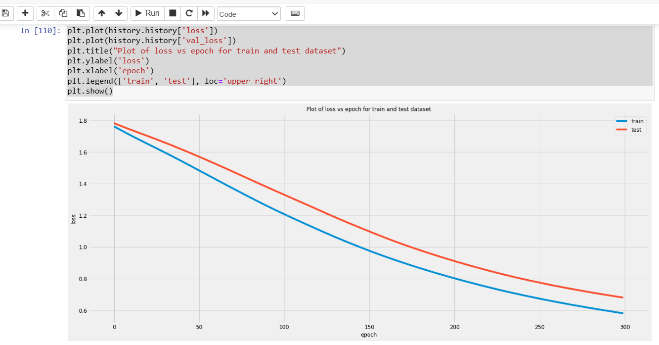 Run
Code
In [110]:
plt.plot(history.history['loss'])
plt.plot(history.history['val_loss'])
plt.title("Plot of loss vs epoch for train and test dataset")
plt.ylabel('loss')
plt.xlabel('epoch')
plt.legend(['train', 'test'], loc='upper right')
plt.show()
Plot of loss vs epoch for train and test dataset
train
test
1.8
1.6
1.4
1.2
1.0
0.8
0.6
loss
0 50 100 150 200 250 300
epoch